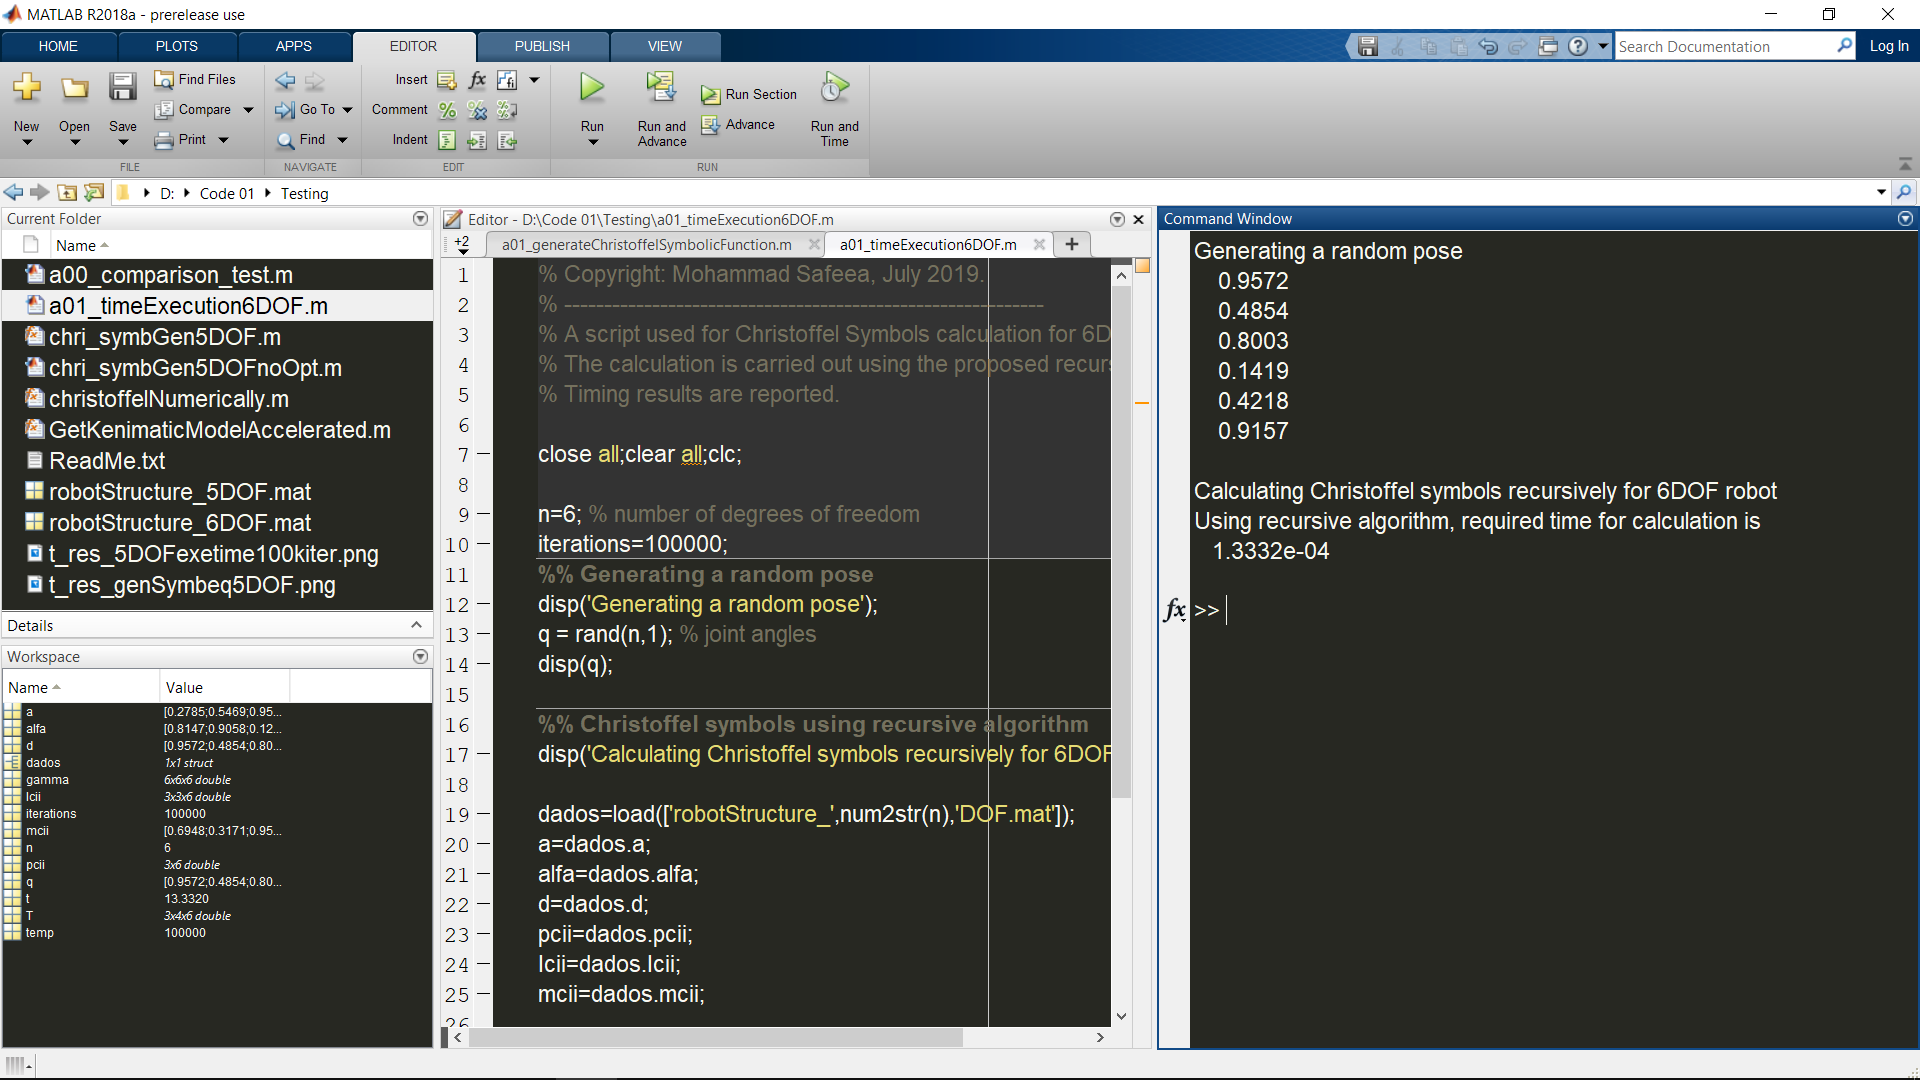 MATLAB R2018a - prerelease use
HOME PLOTS APPS EDITOR PUBLISH VIEW
Search Documentation
Log In
New
Open
Save
Find Files
Compare
Print
FILE
Go To
Find
NAVIGATE
Insert
Comment
Indent
EDIT
Run
Run and Advance
Run Section
Advance
Run and Time
RUN
D: Code 01 Testing
Current Folder
Name
a00_comparison_test.m
a01_timeExecution6DOF.m
chri_symbGen5DOF.m
chri_symbGen5DOFnoOpt.m
christoffelNumerically.m
GetKenimaticModelAccelerated.m
ReadMe.txt
robotStructure_5DOF.mat
robotStructure_6DOF.mat
t_res_5DOFexetime100kiter.png
t_res_genSymbeq5DOF.png
Details
Workspace
Name Value
a [0.2785;0.5469;0.95...
alfa [0.8147;0.9058;0.12...
d [0.9572;0.4854;0.80...
dados 1x1 struct
gamma 6x6x6 double
Icii 3x3x6 double
iterations 100000
mcii [0.6948;0.3171;0.95...
n 6
pcii 3x6 double
q [0.9572;0.4854;0.80...
t 13.3320
T 3x4x6 double
temp 100000
Editor - D:\Code 01\Testing\a01_timeExecution6DOF.m
+2 a01_generateChristoffelSymbolicFunction.m a01_timeExecution6DOF.m +
1 % Copyright: Mohammad Safeea, July 2019.
2 % ------------------------------------------------------------
3 % A script used for Christoffel Symbols calculation for 6D
4 % The calculation is carried out using the proposed recurs
5 % Timing results are reported.
6
7 – close all;clear all;clc;
8
9 – n=6; % number of degrees of freedom
10 – iterations=100000;
11 %% Generating a random pose
12 – disp('Generating a random pose');
13 – q = rand(n,1); % joint angles
14 – disp(q);
15
16 %% Christoffel symbols using recursive algorithm
17 – disp('Calculating Christoffel symbols recursively for 6DOF
18
19 – dados=load(['robotStructure_',num2str(n),'DOF.mat']);
20 – a=dados.a;
21 – alfa=dados.alfa;
22 – d=dados.d;
23 – pcii=dados.pcii;
24 – Icii=dados.Icii;
25 – mcii=dados.mcii;
26
Command Window
Generating a random pose
0.9572
0.4854
0.8003
0.1419
0.4218
0.9157
Calculating Christoffel symbols recursively for 6DOF robot
Using recursive algorithm, required time for calculation is
1.3332e-04
fx >>